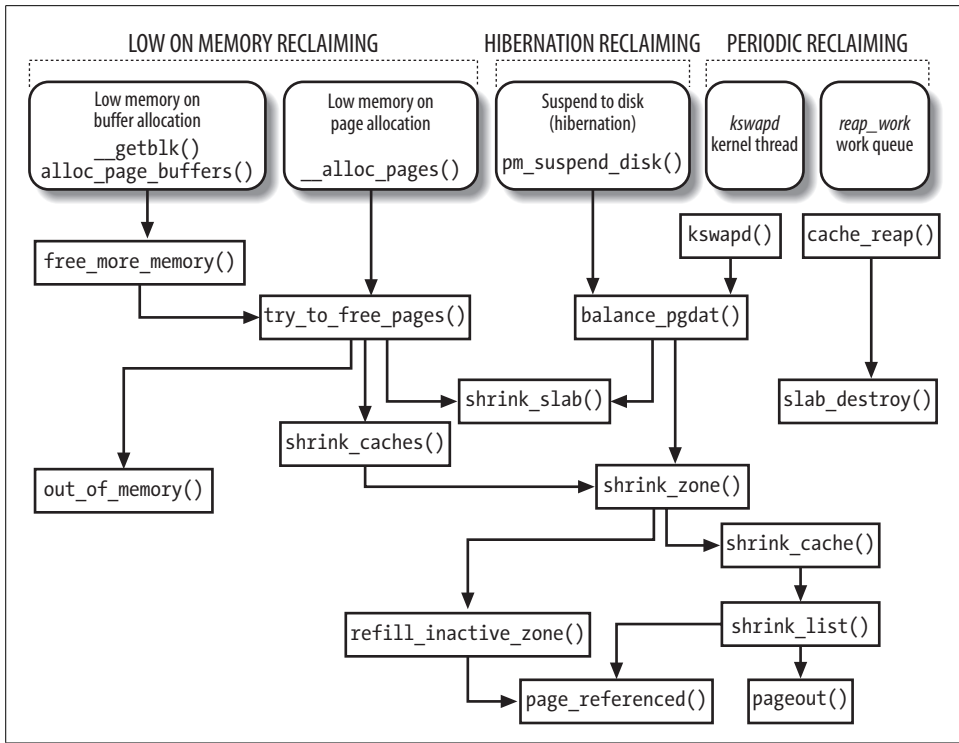 LOW ON MEMORY RECLAIMING
HIBERNATION RECLAIMING
PERIODIC RECLAIMING
Low memory on
buffer allocation
__getblk()
alloc_page_buffers()
Low memory on
page allocation
__alloc_pages()
Suspend to disk
(hibernation)
pm_suspend_disk()
kswapd
kernel thread
reap_work
work queue
kswapd()
cache_reap()
free_more_memory()
try_to_free_pages()
balance_pgdat()
shrink_slab()
slab_destroy()
shrink_caches()
out_of_memory()
shrink_zone()
shrink_cache()
refill_inactive_zone()
shrink_list()
page_referenced()
pageout()